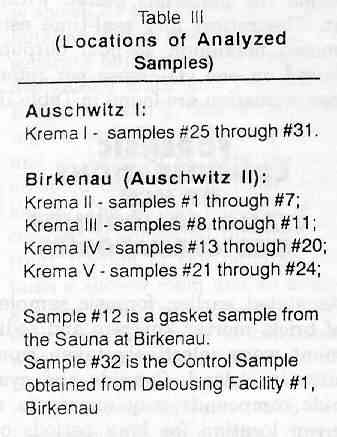 Table III
(Locations of Analyzed
Samples)
Auschwitz I:
Krema I - samples #25 through #31.
Birkenau (Auschwitz II):
Krema II - samples #1 through #7;
Krema III - samples #8 through #11;
Krema IV - samples #13 through #20;
Krema V - samples #21 through #24;
Sample #12 is a gasket sample from
the Sauna at Birkenau.
Sample #32 is the Control Sample
obtained from Delousing Facility #1,
Birkenau